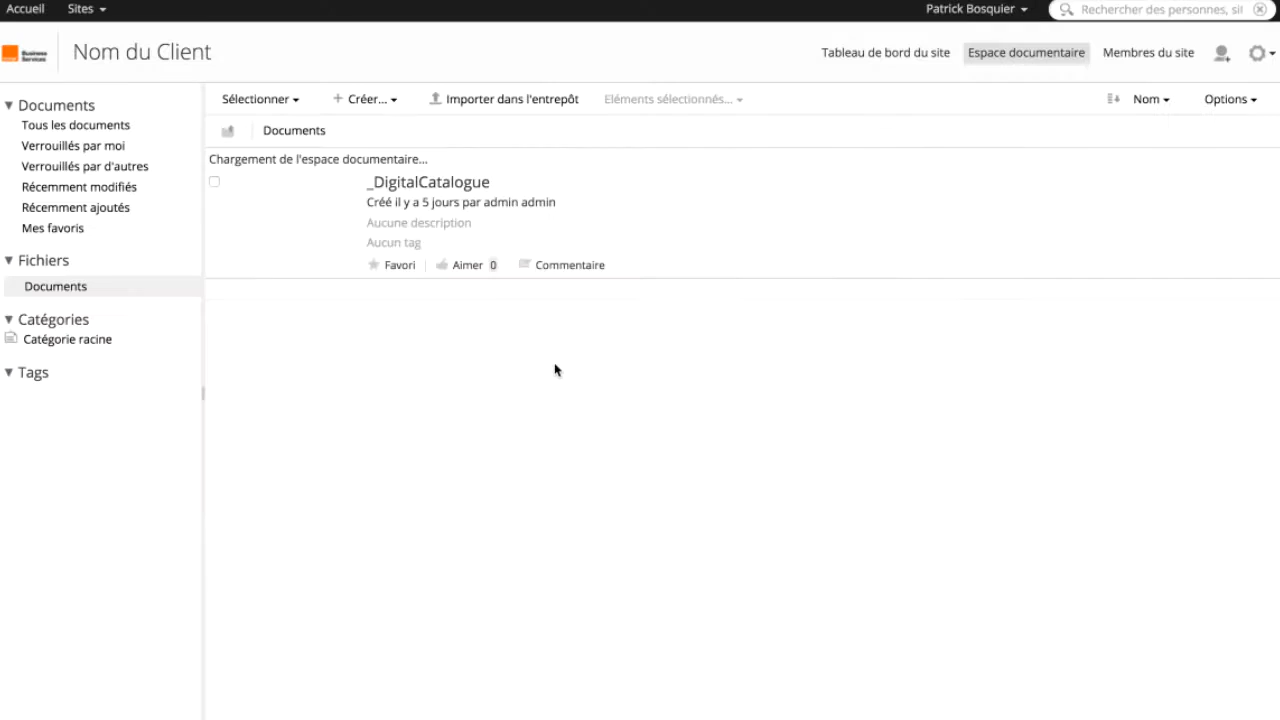 Accueil Sites Patrick Bosquier Rechercher des personnes, sit
Business
Services
Nom du Client
Tableau de bord du site Espace documentaire Membres du site
Sélectionner Créer... Importer dans l'entrepôt Eléments sélectionnés... Nom Options
Documents
Documents
Tous les documents
Verrouillés par moi
Verrouillés par d'autres
Récemment modifiés
Récemment ajoutés
Mes favoris
Fichiers
Documents
Catégories
Catégorie racine
Tags
Chargement de l'espace documentaire...
_DigitalCatalogue
Créé il y a 5 jours par admin admin
Aucune description
Aucun tag
Favori Aimer 0 Commentaire